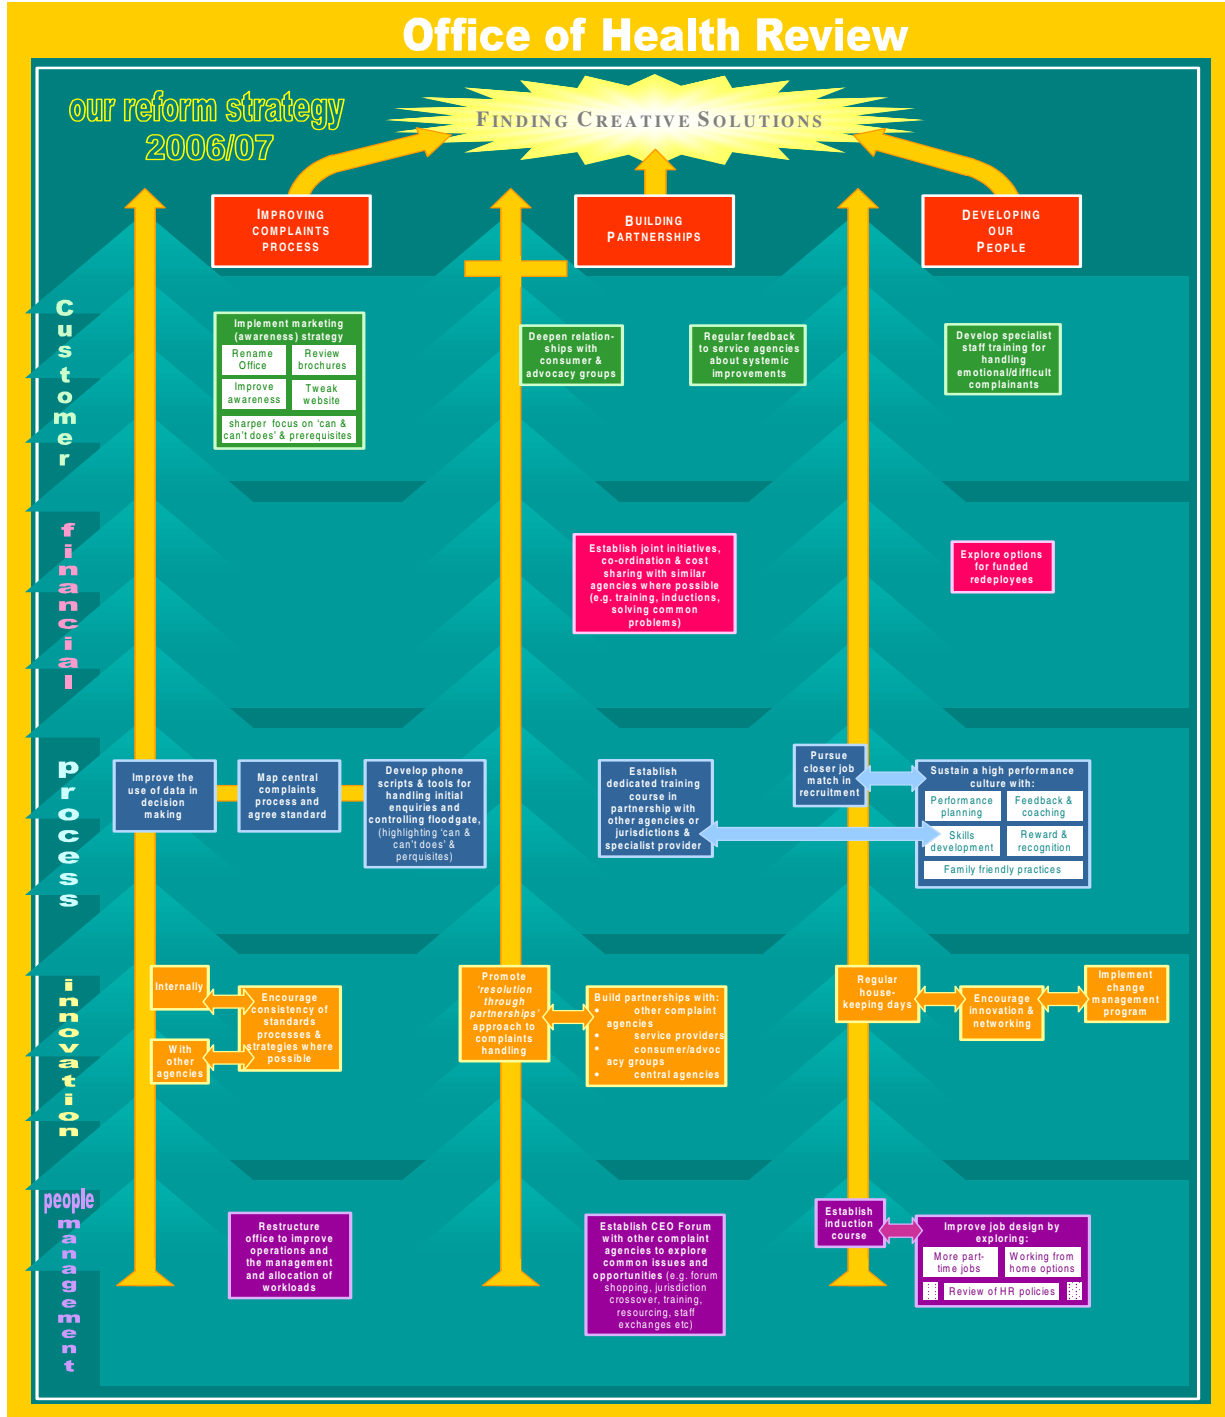 Office of Health Review
our reform strategy
2006/07
FINDING CREATIVE SOLUTIONS
IMPROVING
COMPLAINTS
PROCESS
BUILDING
PARTNERSHIPS
DEVELOPING
OUR
PEOPLE
Customer
Implement marketing
(awareness) strategy
Rename
Office
Review
brochures
Improve
awareness
Tweak
website
sharper focus on ‘can &
can’t does’ & prerequisites
Deepen relation-
ships with
consumer &
advocacy groups
Regular feedback
to service agencies
about systemic
improvements
Develop specialist
staff training for
handling
emotional/difficult
complainants
financial
Establish joint initiatives,
co-ordination & cost
sharing with similar
agencies where possible
(e.g. training, inductions,
solving common
problems)
Explore options
for funded
redeployees
process
Improve the
use of data in
decision
making
Map central
complaints
process and
agree standard
Develop phone
scripts & tools for
handling initial
enquiries and
controlling floodgate,
(highlighting ‘can &
can’t does’ &
perquisites)
Establish
dedicated training
course in
partnership with
other agencies or
jurisdictions &
specialist provider
Pursue
closer job
match in
recruitment
Sustain a high performance
culture with:
Performance
planning
Feedback &
coaching
Skills
development
Reward &
recognition
Family friendly practices
innovation
Internally
With
other
agencies
Encourage
consistency of
standards
processes &
strategies where
possible
Promote
‘resolution
through
partnerships’
approach to
complaints
handling
Build partnerships with:
• other complaint
agencies
• service providers
• consumer/advoc
acy groups
• central agencies
Regular
house-
keeping days
Encourage
innovation &
networking
Implement
change
management
program
people
management
Restructure
office to improve
operations and
the management
and allocation of
workloads
Establish CEO Forum
with other complaint
agencies to explore
common issues and
opportunities (e.g. forum
shopping, jurisdiction
crossover, training,
resourcing, staff
exchanges etc)
Establish
induction
course
Improve job design by
exploring:
More part-
time jobs
Working from
home options
Review of HR policies